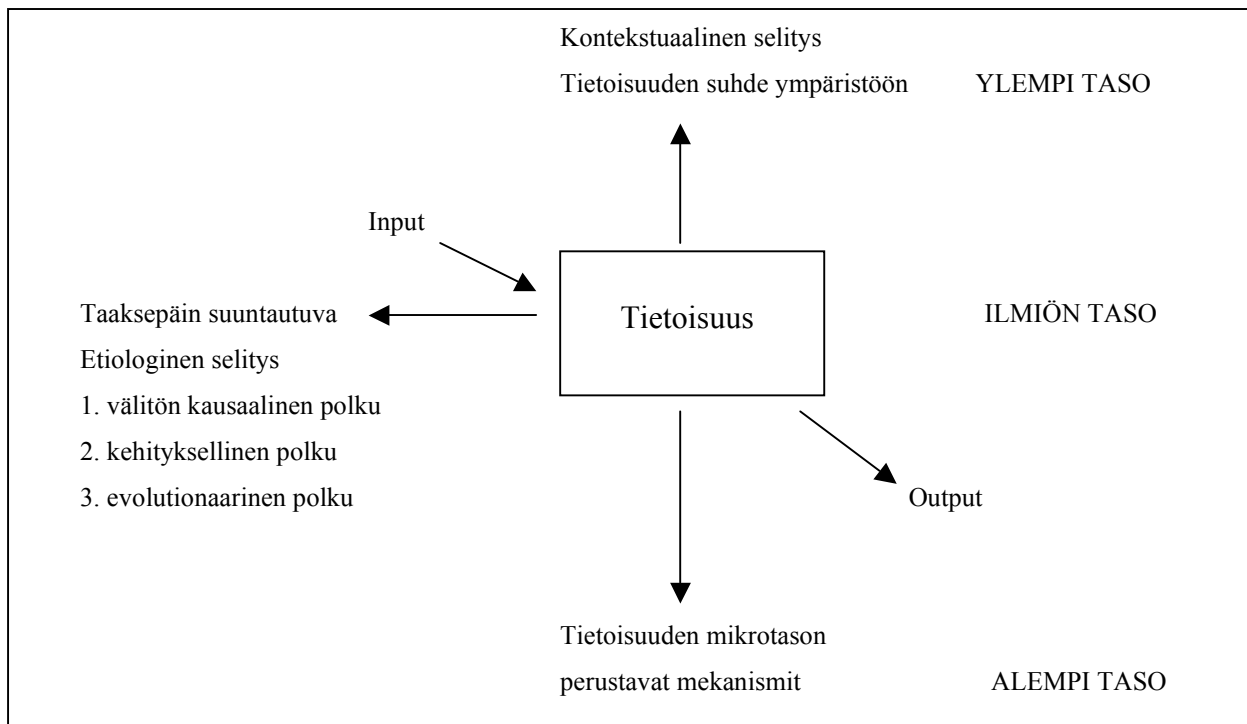 Kontekstuaalinen selitys
Tietoisuuden suhde ympäristöön YLEMPI TASO
Input
Taaksepäin suuntautuva Tietoisuus ILMIÖN TASO
Etiologinen selitys
1. välitön kausaalinen polku
2. kehityksellinen polku
3. evolutionaarinen polku Output
Tietoisuuden mikrotason
perustavat mekanismit ALEMPI TASO